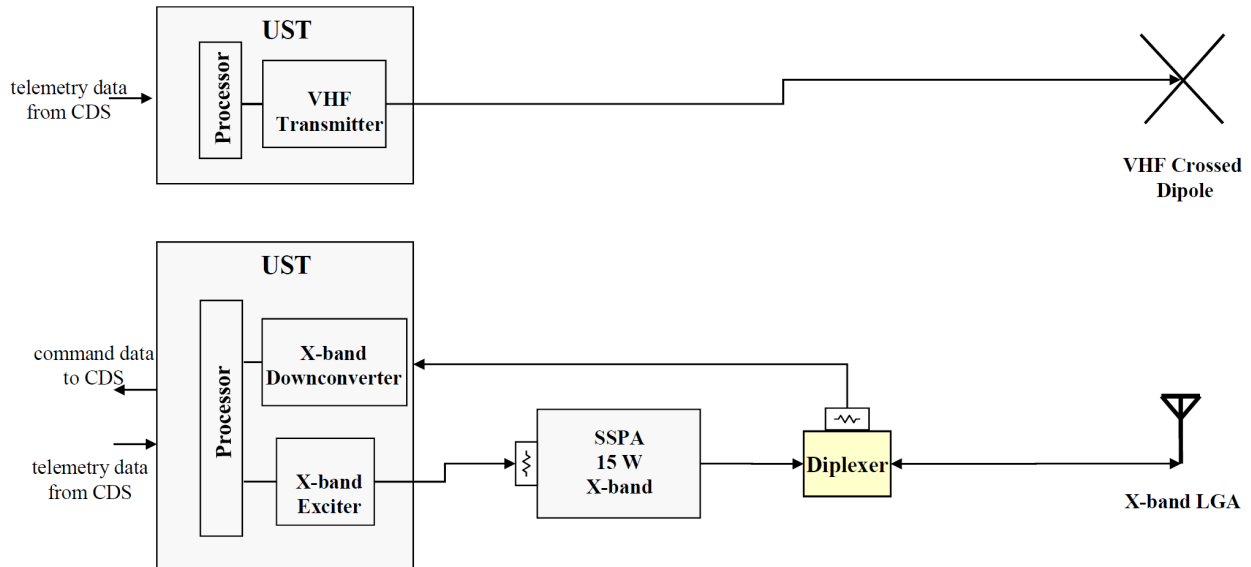 UST
telemetry data
from CDS
Processor
VHF
Transmitter
VHF Crossed
Dipole
UST
command data
to CDS
telemetry data
from CDS
Processor
X-band
Downconverter
X-band
Exciter
SSPA
15 W
X-band
Diplexer
X-band LGA